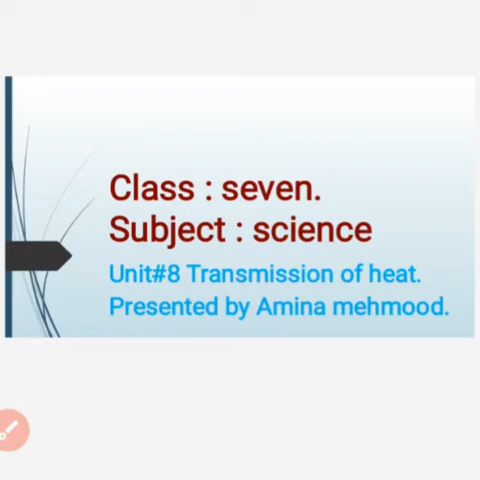 Class : seven.
Subject : science
Unit#8 Transmission of heat.
Presented by Amina mehmood.